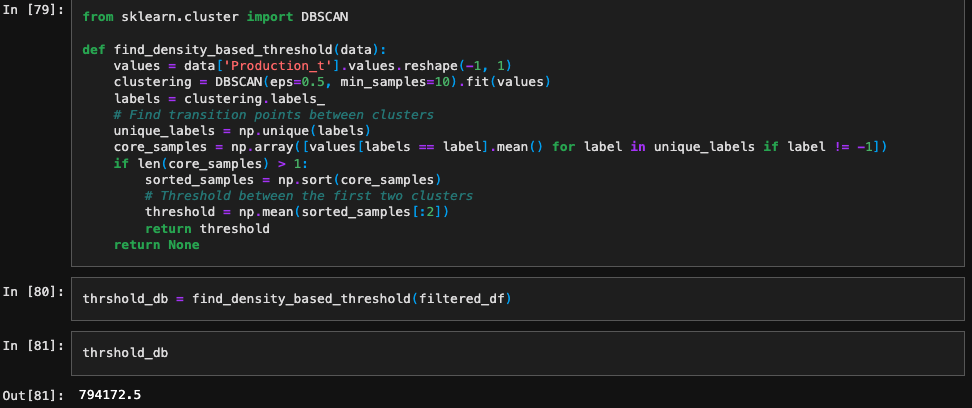 In [79]:
from sklearn.cluster import DBSCAN
def find_density_based_threshold(data):
    values = data['Production_t'].values.reshape(-1, 1)
    clustering = DBSCAN(eps=0.5, min_samples=10).fit(values)
    labels = clustering.labels_
    # Find transition points between clusters
    unique_labels = np.unique(labels)
    core_samples = np.array([values[labels == label].mean() for label in unique_labels if label != -1])
    if len(core_samples) > 1:
        sorted_samples = np.sort(core_samples)
        # Threshold between the first two clusters
        threshold = np.mean(sorted_samples[:2])
        return threshold
    return None
In [80]:
thrshold_db = find_density_based_threshold(filtered_df)
In [81]:
thrshold_db
Out[81]: 794172.5